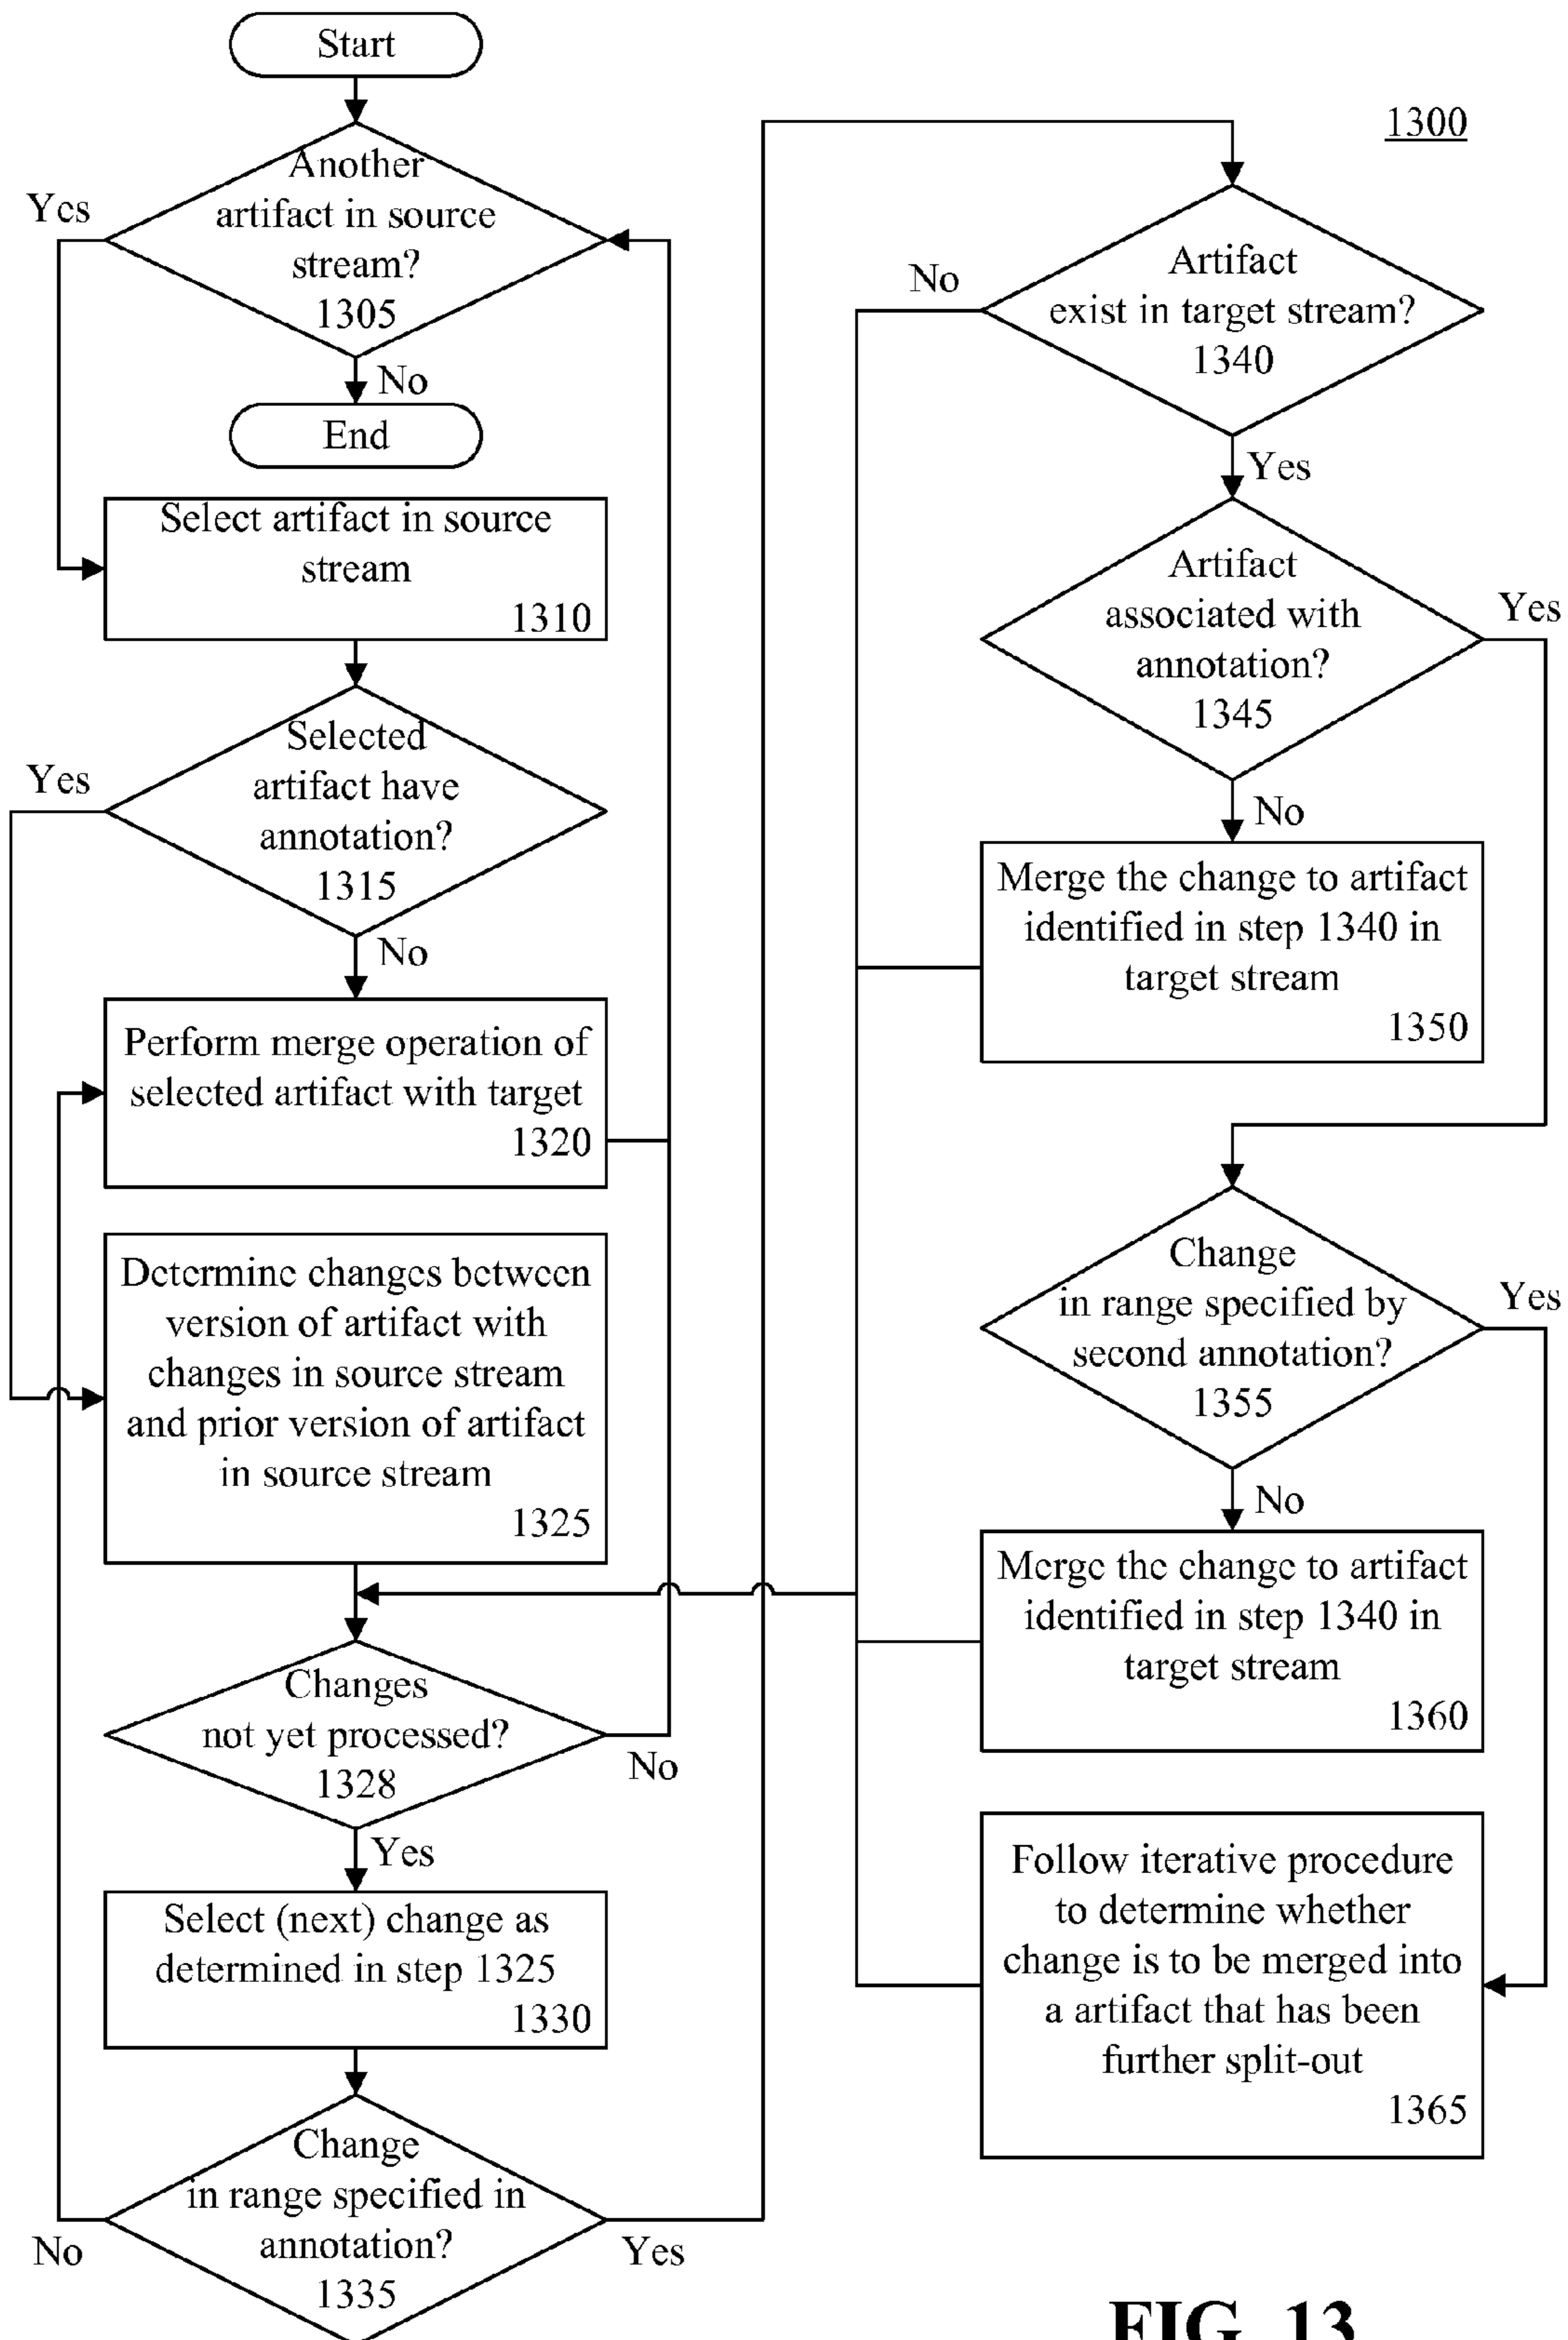 Start
Another
artifact in source
stream?
1305
Yes
No
End
Select artifact in source
stream
1310
Selected
artifact have
annotation?
1315
Yes
No
Perform merge operation of
selected artifact with target
1320
Determine changes between
version of artifact with
changes in source stream
and prior version of artifact
in source stream
1325
Changes
not yet processed?
1328
No
Yes
Select (next) change as
determined in step 1325
1330
Change
in range specified in
annotation?
1335
No
Yes
1300
Artifact
exist in target stream?
1340
No
Yes
Artifact
associated with
annotation?
1345
Yes
No
Merge the change to artifact
identified in step 1340 in
target stream
1350
Change
in range specified by
second annotation?
1355
Yes
No
Merge the change to artifact
identified in step 1340 in
target stream
1360
Follow iterative procedure
to determine whether
change is to be merged into
a artifact that has been
further split-out
1365
FIG. 13